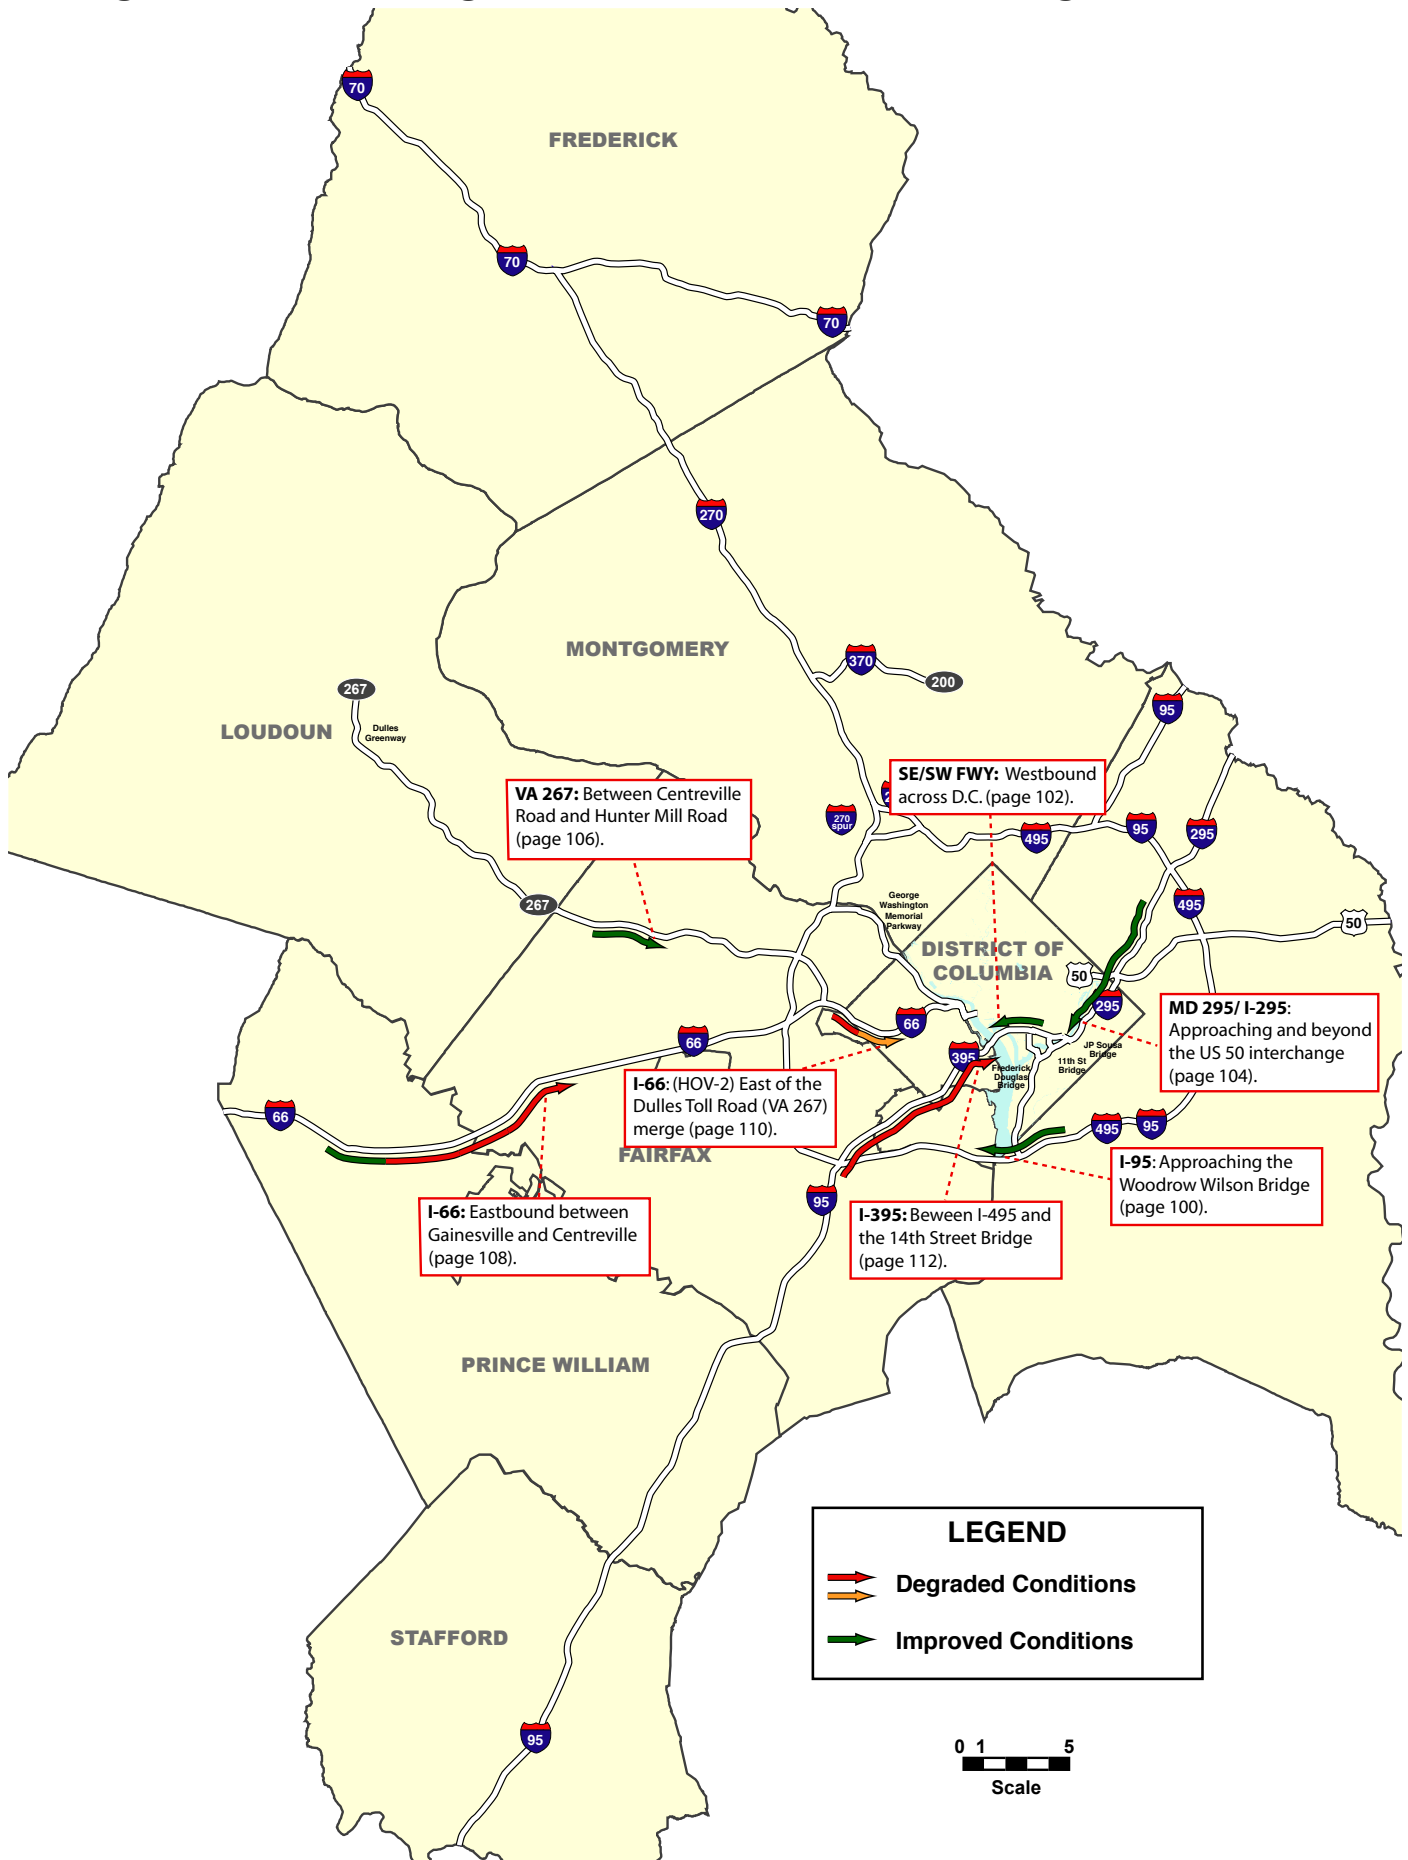 70
FREDERICK
70
70
270
MONTGOMERY
370
200
267
Dulles
Greenway
LOUDOUN
95
SE/SW FWY: Westbound
across D.C. (page 102).
VA 267: Between Centreville
Road and Hunter Mill Road
(page 106).
270
spur
495
95
295
495
267
George
Washington
Memorial
Parkway
50
DISTRICT OF
COLUMBIA
50
295
MD 295/ I-295:
Approaching and beyond
the US 50 interchange
(page 104).
66
66
395
JP Sousa
Bridge
11th St
Bridge
Frederick
Douglas
Bridge
I-66: (HOV-2) East of the
Dulles Toll Road (VA 267)
merge (page 110).
66
495
95
FAIRFAX
I-95: Approaching the
Woodrow Wilson Bridge
(page 100).
95
I-66: Eastbound between
Gainesville and Centreville
(page 108).
I-395: Beween I-495 and
the 14th Street Bridge
(page 112).
PRINCE WILLIAM
LEGEND
Degraded Conditions
Improved Conditions
STAFFORD
95
0 1 5
Scale